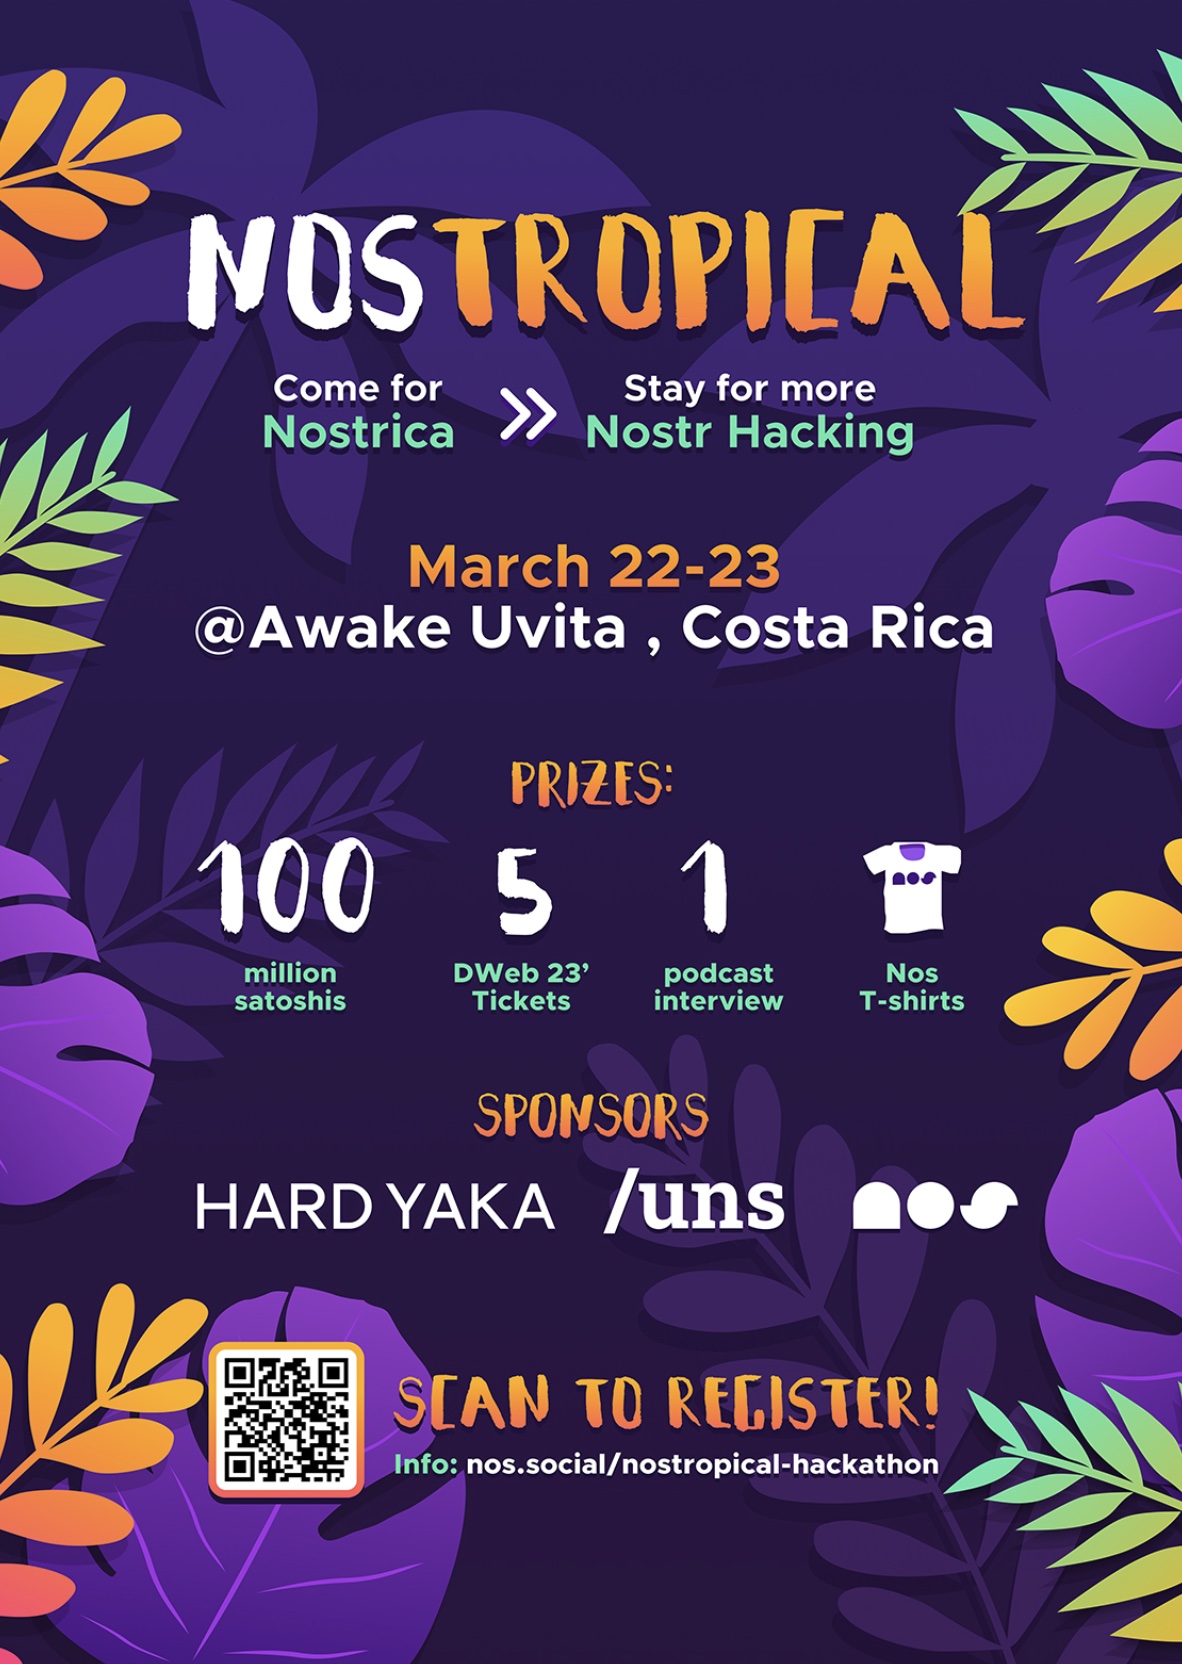 NOSTROPICAL
Come for
Nostrica
Stay for more
Nostr Hacking
March 22-23
@Awake Uvita , Costa Rica
PRIZES:
100
million
satoshis
5
DWeb 23’
Tickets
1
podcast
interview
nos
Nos
T-shirts
SPONSORS
HARD YAKA /uns nos
SCAN TO REGISTER!
Info: nos.social/nostropical-hackathon